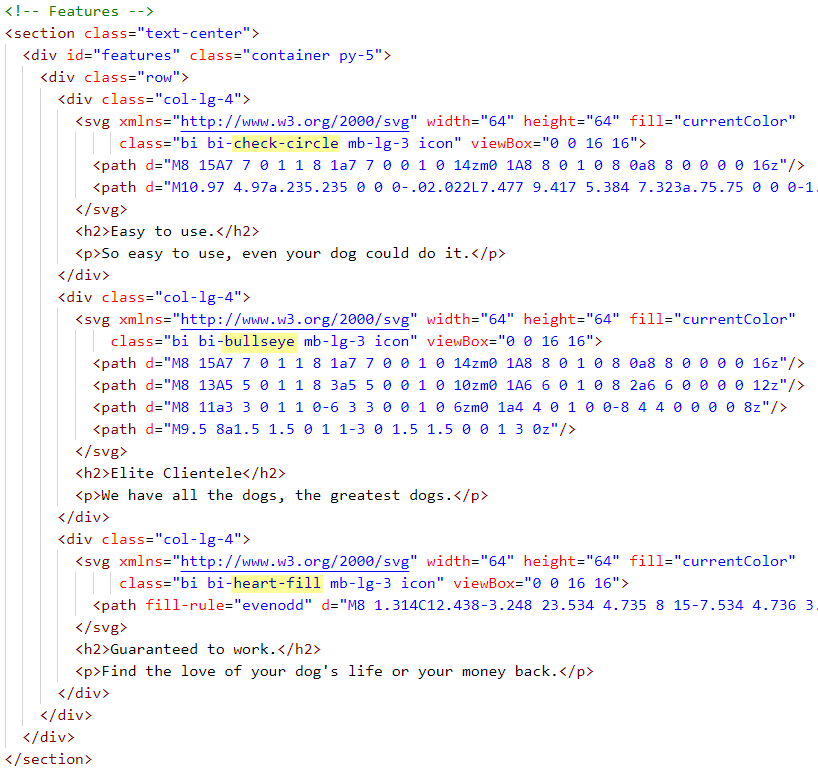 <!-- Features -->
<section class="text-center">
<div id="features" class="container py-5">
<div class="row">
<div class="col-lg-4">
<svg xmlns="http://www.w3.org/2000/svg" width="64" height="64" fill="currentColor"
class="bi bi-check-circle mb-lg-3 icon" viewBox="0 0 16 16">
<path d="M8 15A7 7 0 1 1 8 1a7 7 0 0 1 0 14zm0 1A8 8 0 1 0 8 0a8 8 0 0 0 0 16z"/>
<path d="M10.97 4.97a.235.235 0 0 0-.02.022L7.477 9.417 5.384 7.323a.75.75 0 0 0-1.
</svg>
<h2>Easy to use.</h2>
<p>So easy to use, even your dog could do it.</p>
</div>
<div class="col-lg-4">
<svg xmlns="http://www.w3.org/2000/svg" width="64" height="64" fill="currentColor"
class="bi bi-bullseye mb-lg-3 icon" viewBox="0 0 16 16">
<path d="M8 15A7 7 0 1 1 8 1a7 7 0 0 1 0 14zm0 1A8 8 0 1 0 8 0a8 8 0 0 0 0 16z"/>
<path d="M8 13A5 5 0 1 1 8 3a5 5 0 0 1 0 10zm0 1A6 6 0 1 0 8 2a6 6 0 0 0 0 12z"/>
<path d="M8 11a3 3 0 1 1 0-6 3 3 0 0 1 0 6zm0 1a4 4 0 1 0 0-8 4 4 0 0 0 0 8z"/>
<path d="M9.5 8a1.5 1.5 0 1 1-3 0 1.5 1.5 0 0 1 3 0z"/>
</svg>
<h2>Elite Clientele</h2>
<p>We have all the dogs, the greatest dogs.</p>
</div>
<div class="col-lg-4">
<svg xmlns="http://www.w3.org/2000/svg" width="64" height="64" fill="currentColor"
class="bi bi-heart-fill mb-lg-3 icon" viewBox="0 0 16 16">
<path fill-rule="evenodd" d="M8 1.314C12.438-3.248 23.534 4.735 8 15-7.534 4.736 3.
</svg>
<h2>Guaranteed to work.</h2>
<p>Find the love of your dog's life or your money back.</p>
</div>
</div>
</div>
</section>